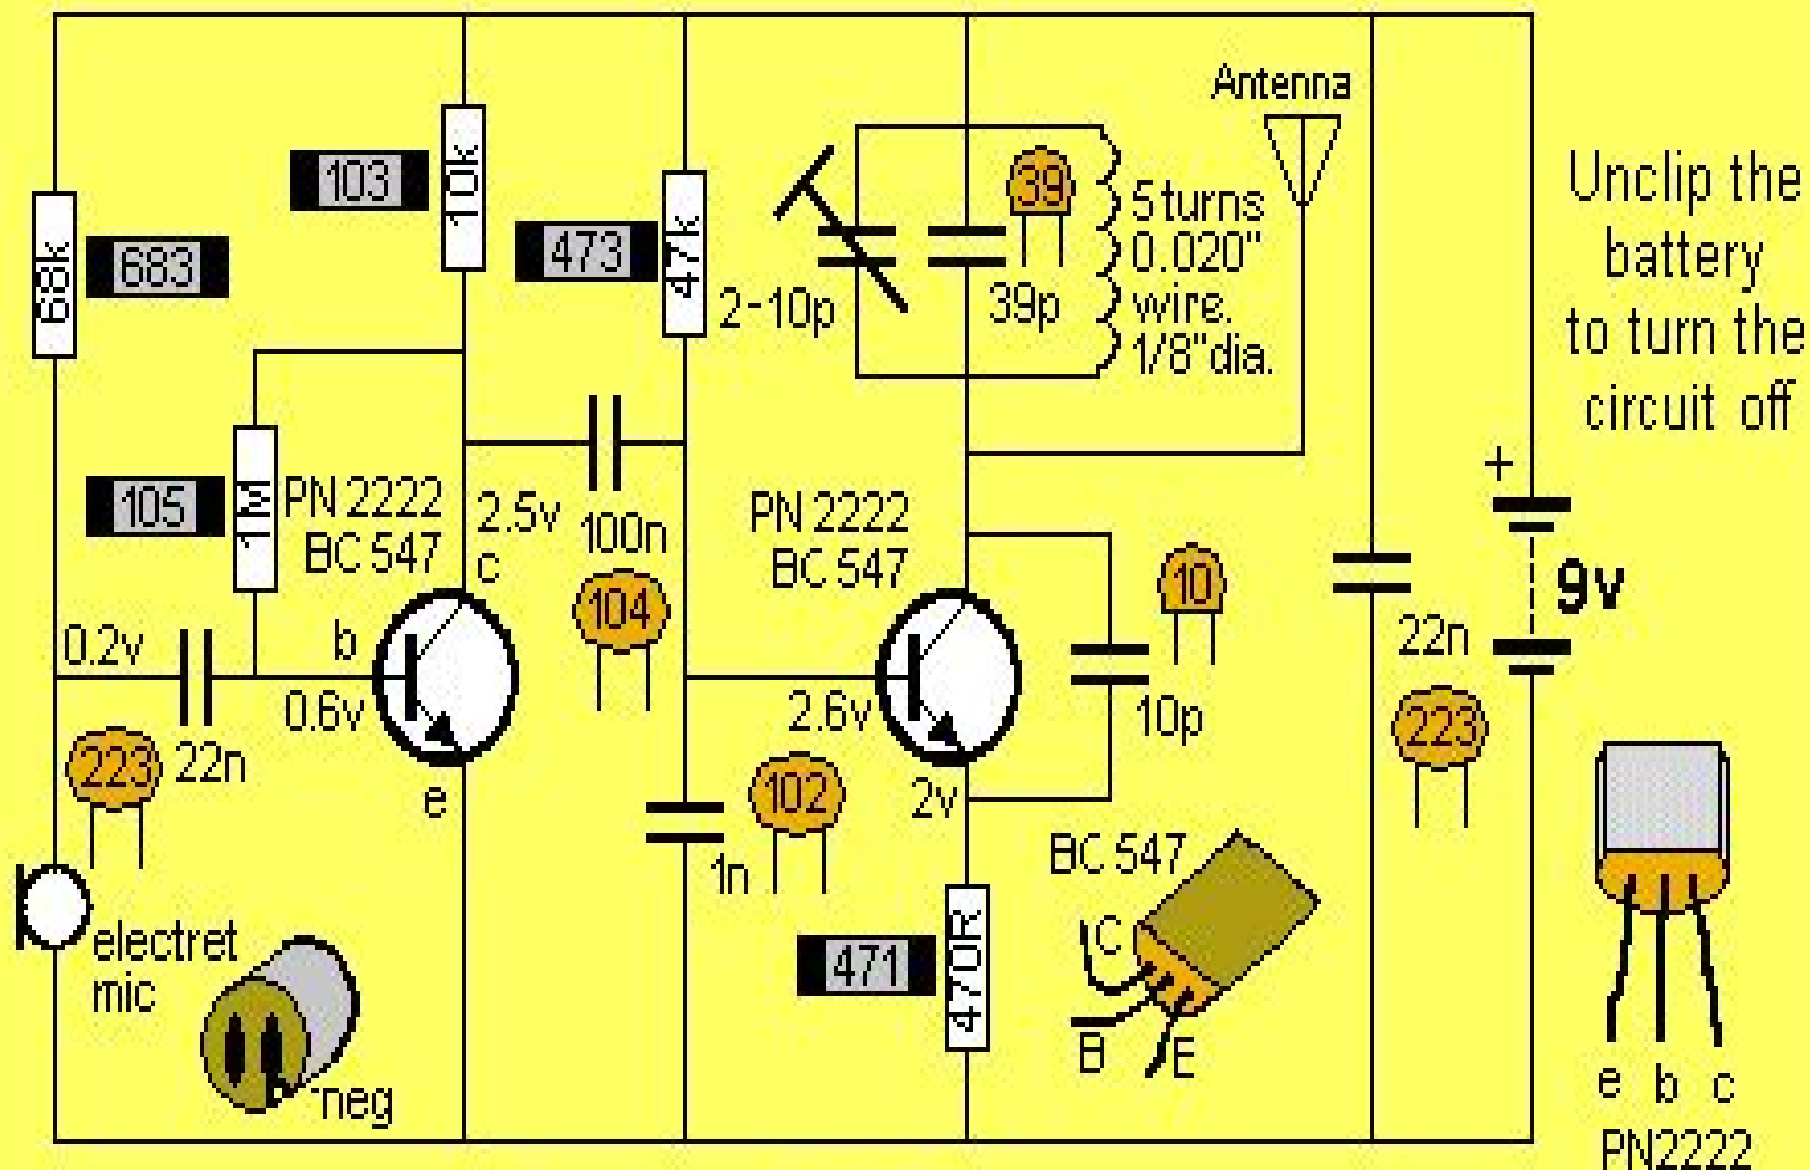 Antenna
Unclip the
battery
to turn the
circuit off
103
10k
683
68k
473
47k
2-10p
39
39p
5 turns
0.020"
wire.
1/8"dia.
105
1M
PN 2222
BC 547
2.5v
c
100n
104
PN 2222
BC 547
10
10p
+
9v
22n
223
0.2v
b
0.6v
223
22n
e
2.6v
2v
102
1n
electret
mic
neg
471
470R
BC 547
C
B
E
e b c
PN2222